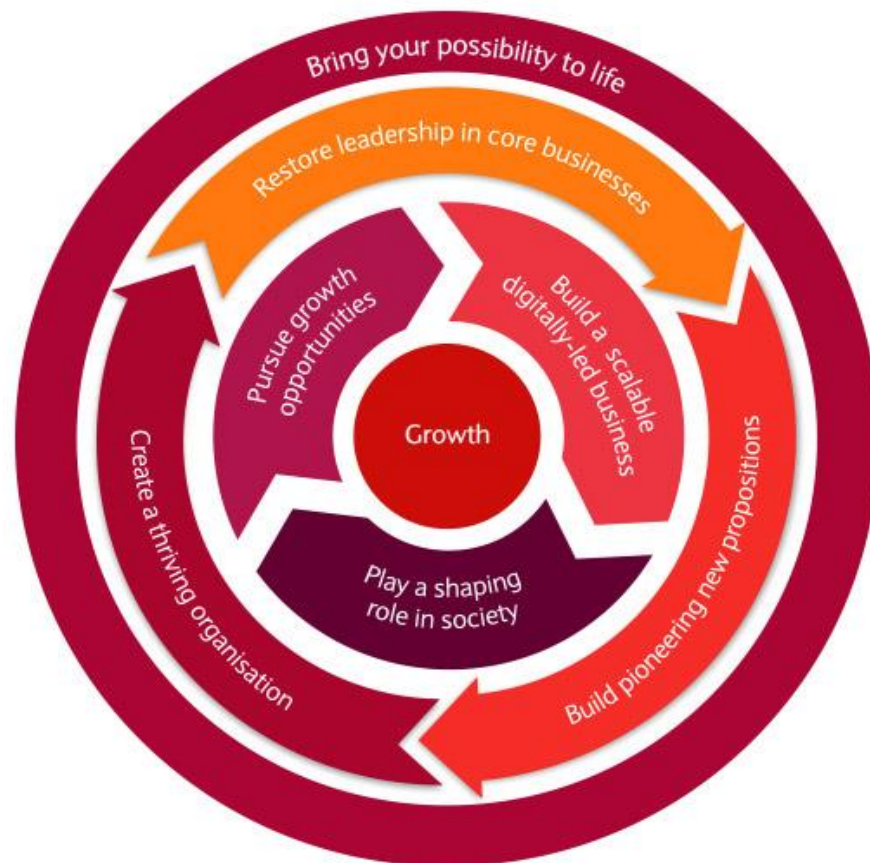 Bring your possibility to life
Restore leadership in core businesses
Build pioneering new propositions
Create a thriving organisation
Pursue growth
opportunities
Build a scalable
digitally-led business
Play a shaping
role in society
Growth